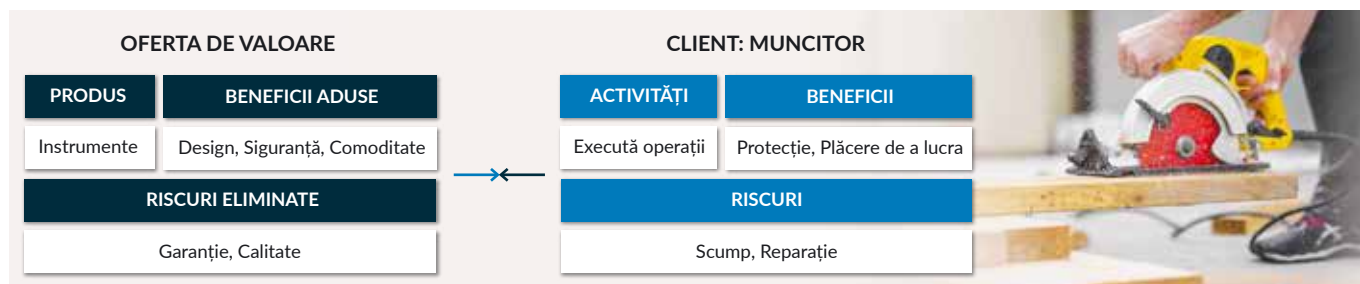 OFERTA DE VALOARE
PRODUS
BENEFICII ADUSE
Instrumente
Design, Siguranță, Comoditate
RISCURI ELIMINATE
Garanție, Calitate
CLIENT: MUNCITOR
ACTIVITĂȚI
BENEFICII
Execută operații
Protecție, Plăcere de a lucra
RISCURI
Scump, Reparație